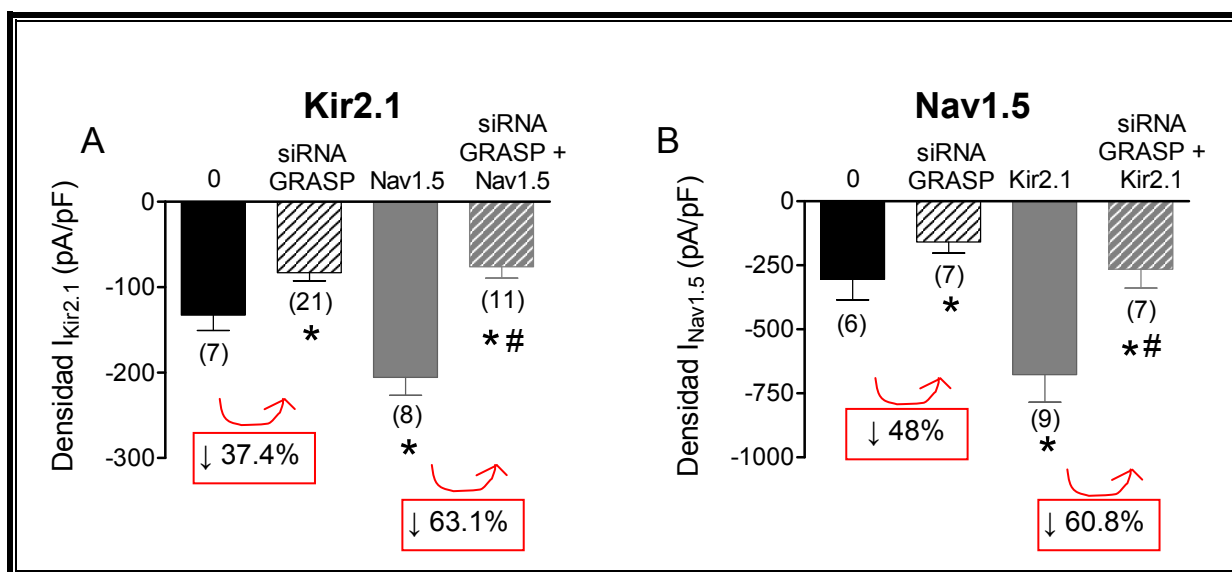 Kir2.1
A
0
siRNA
GRASP
Nav1.5
siRNA
GRASP +
Nav1.5
Densidad IKir2.1 (pA/pF)
0
-100
-200
-300
(7)
(21)
*
(8)
*
(11)
*#
↓ 37.4%
↓ 63.1%
Nav1.5
B
0
siRNA
GRASP
Kir2.1
siRNA
GRASP +
Kir2.1
Densidad INav1.5 (pA/pF)
0
-250
-500
-750
-1000
(6)
(7)
*
(9)
*
(7)
*#
↓ 48%
↓ 60.8%